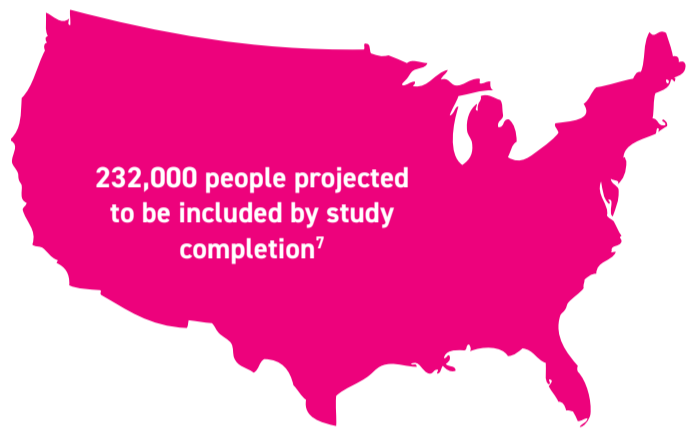 232,000 people projected
to be included by study
completion⁷